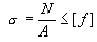 σ = N/A ≤ [f]